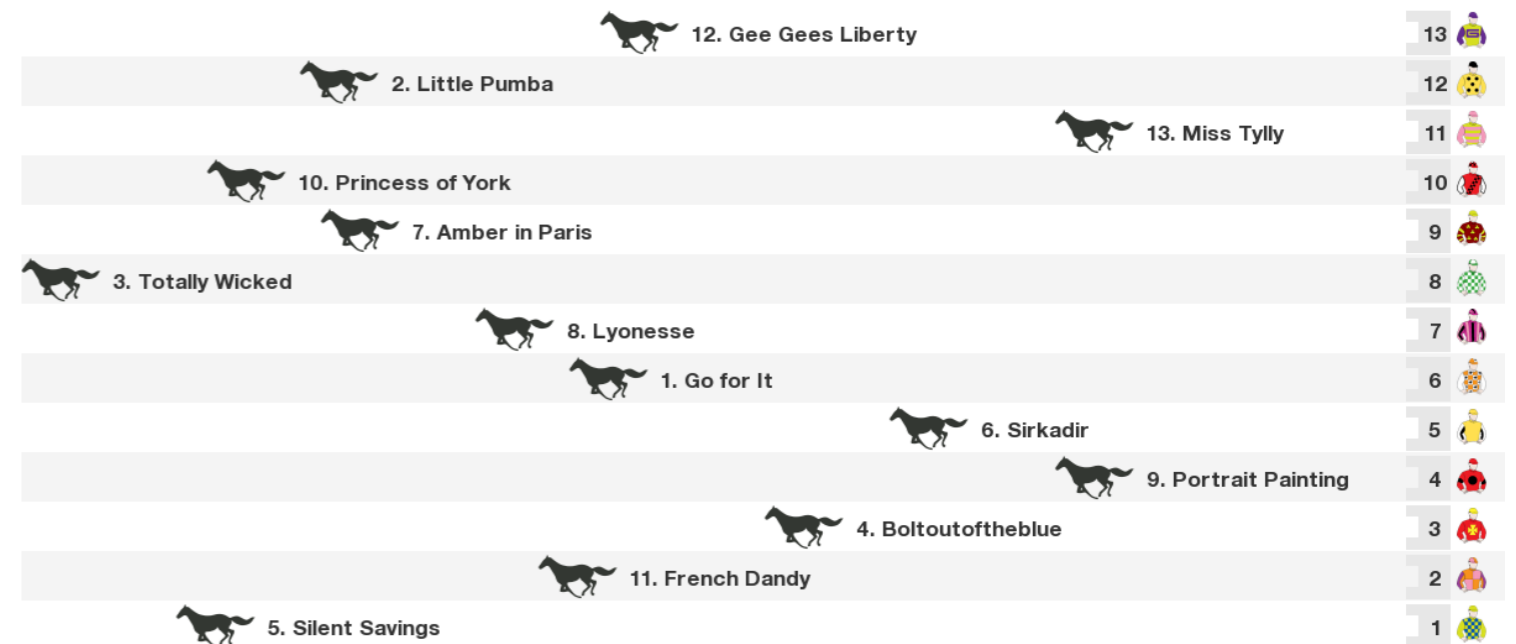 12. Gee Gees Liberty 13
2. Little Pumba 12
13. Miss Tylly 11
10. Princess of York 10
7. Amber in Paris 9
3. Totally Wicked 8
8. Lyonesse 7
1. Go for It 6
6. Sirkadir 5
9. Portrait Painting 4
4. Boltoutoftheblue 3
11. French Dandy 2
5. Silent Savings 1